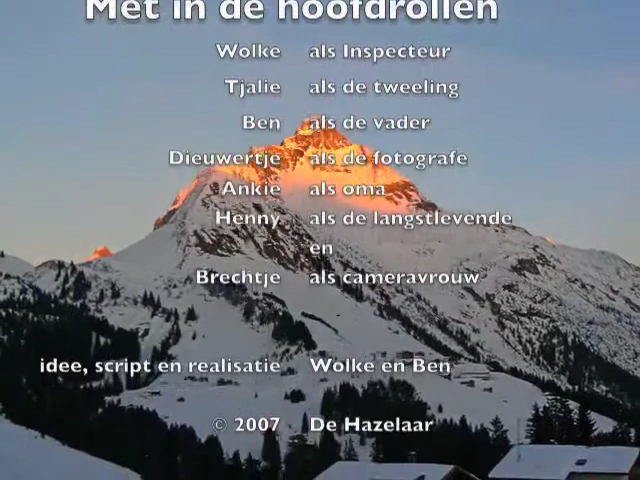 Met in de hoofdrollen
Wolke als Inspecteur
Tjalie als de tweeling
Ben als de vader
Dieuwertje als de fotografe
Ankie als oma
Henny als de langstlevende
en
Brechtje als cameravrouw
idee, script en realisatie Wolke en Ben
© 2007 De Hazelaar